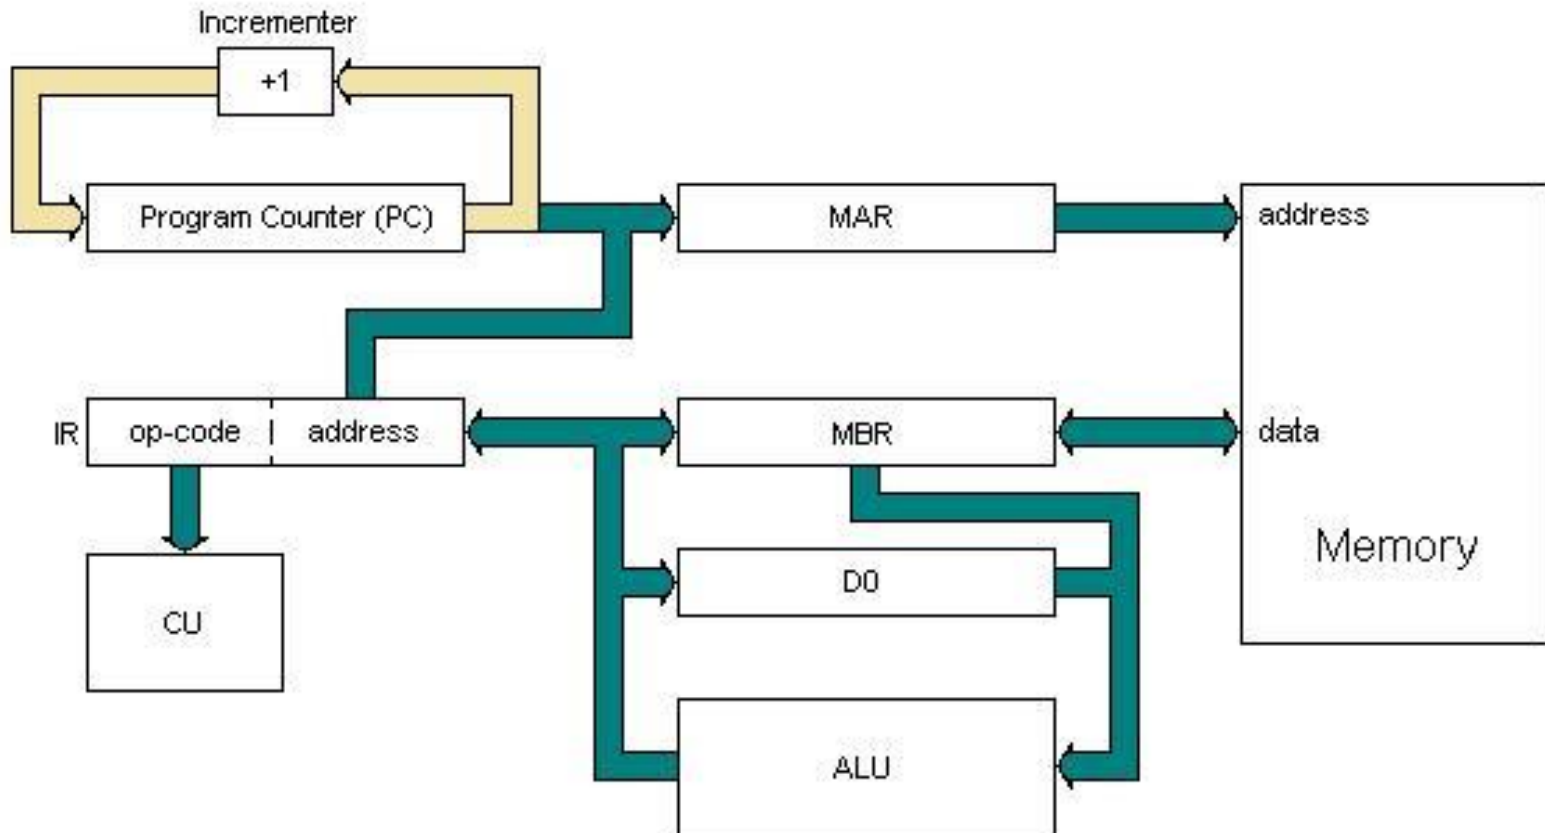 Incrementer
+1
Program Counter (PC)
MAR
address
IR
op-code
address
MBR
data
Memory
D0
CU
ALU